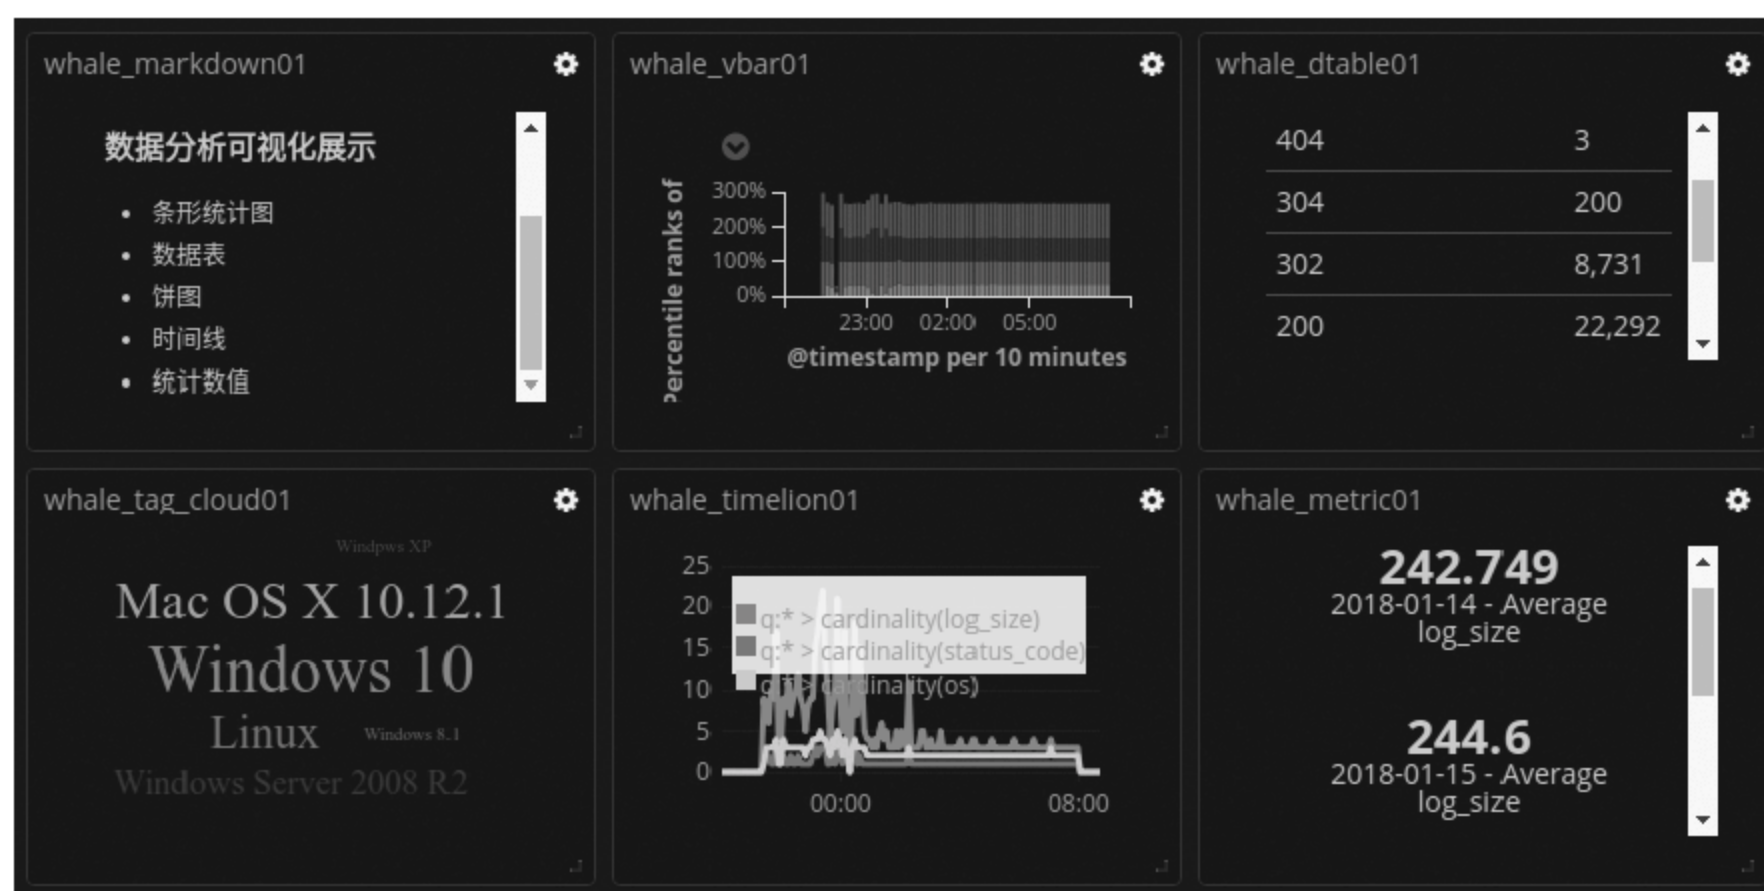 whale_markdown01
数据分析可视化展示
• 条形统计图
• 数据表
• 饼图
• 时间线
• 统计数值
whale_vbar01
Percentile ranks of
300%
200%
100%
0%
23:00 02:00 05:00
@timestamp per 10 minutes
whale_dtable01
404 3
304 200
302 8,731
200 22,292
whale_tag_cloud01
Windpws XP
Mac OS X 10.12.1
Windows 10
Linux Windows 8.1
Windows Server 2008 R2
whale_timelion01
25
20
15
10
5
0
q:* > cardinality(log_size)
q:* > cardinality(status_code)
q:* > cardinality(os)
00:00 08:00
whale_metric01
242.749
2018-01-14 - Average
log_size
244.6
2018-01-15 - Average
log_size